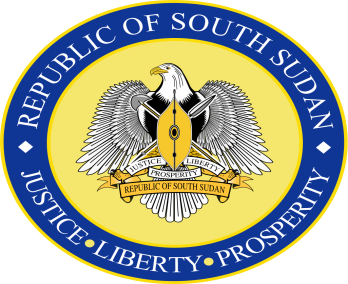 REPUBLIC OF SOUTH SUDAN
JUSTICE LIBERTY
PROSPERITY
REPUBLIC OF SOUTH SUDAN
JUSTICE•LIBERTY•PROSPERITY